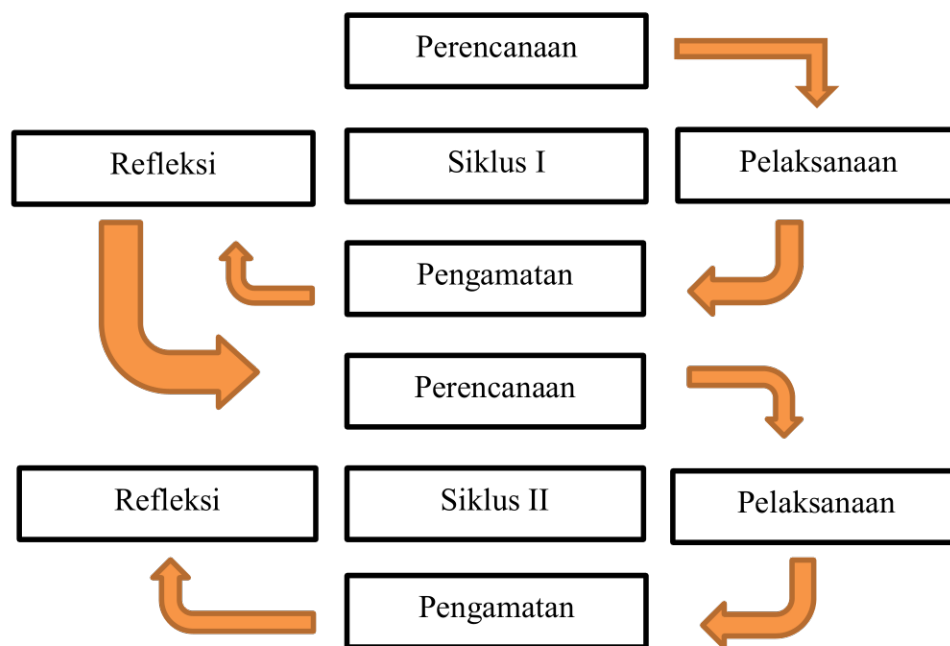 Perencanaan
Refleksi
Siklus I
Pelaksanaan
Pengamatan
Perencanaan
Refleksi
Siklus II
Pelaksanaan
Pengamatan